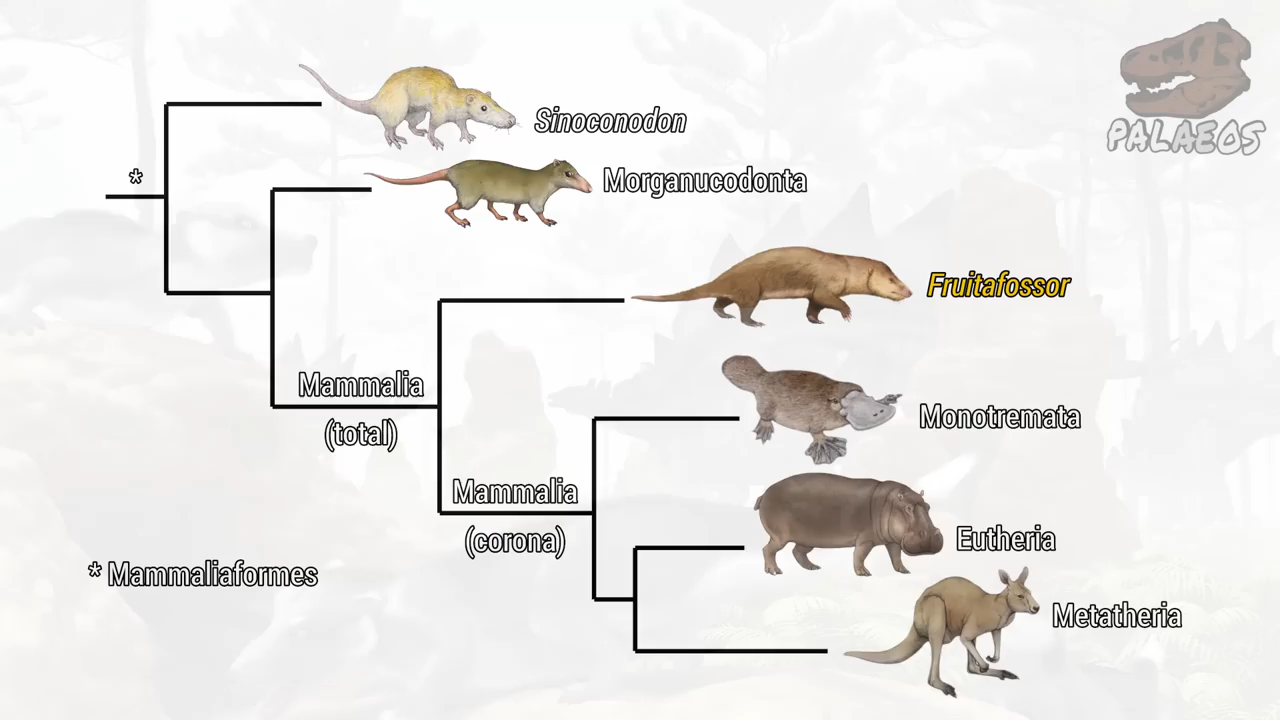 PALAEOS
Sinoconodon
*
Morganucodonta
Fruitafossor
Mammalia
(total)
Monotremata
Mammalia
(corona)
Eutheria
* Mammaliaformes
Metatheria